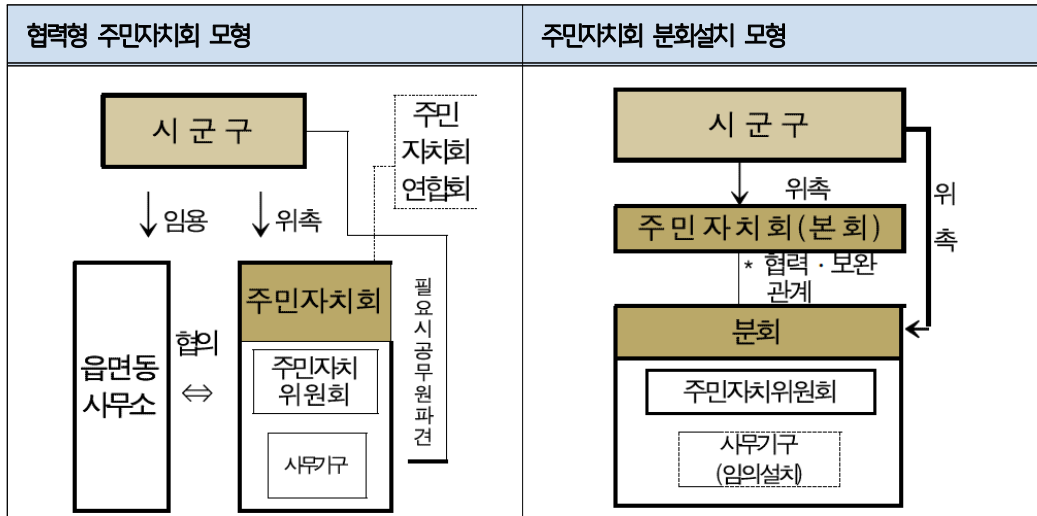 협력형 주민자치회 모형
시군구
주민
자치회
연합회
임용
위촉
읍면동
사무소
협의
⇔
주민자치회
주민자치
위원회
사무기구
필요시공무원파견
주민자치회 분회설치 모형
시군구
위촉
위촉
주민자치회(본회)
* 협력 · 보완
관계
분회
주민자치위원회
사무기구
(임의설치)